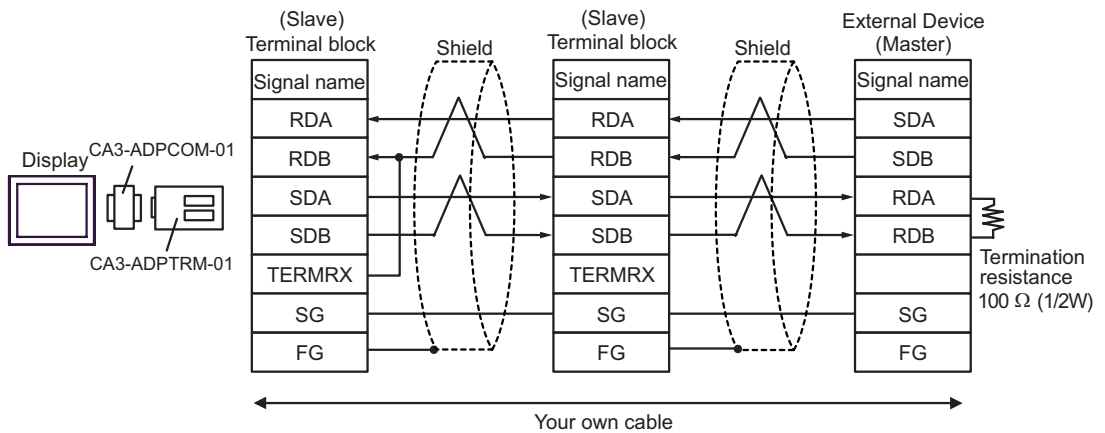 (Slave)
Terminal block
Shield
(Slave)
Terminal block
Shield
External Device
(Master)
Signal name
Signal name
Signal name
RDA
RDA
SDA
RDB
RDB
SDB
SDA
SDA
RDA
SDB
SDB
RDB
TERMRX
TERMRX
SG
SG
SG
FG
FG
FG
Display
CA3-ADPCOM-01
CA3-ADPTRM-01
Termination
resistance
100 Ω (1/2W)
Your own cable